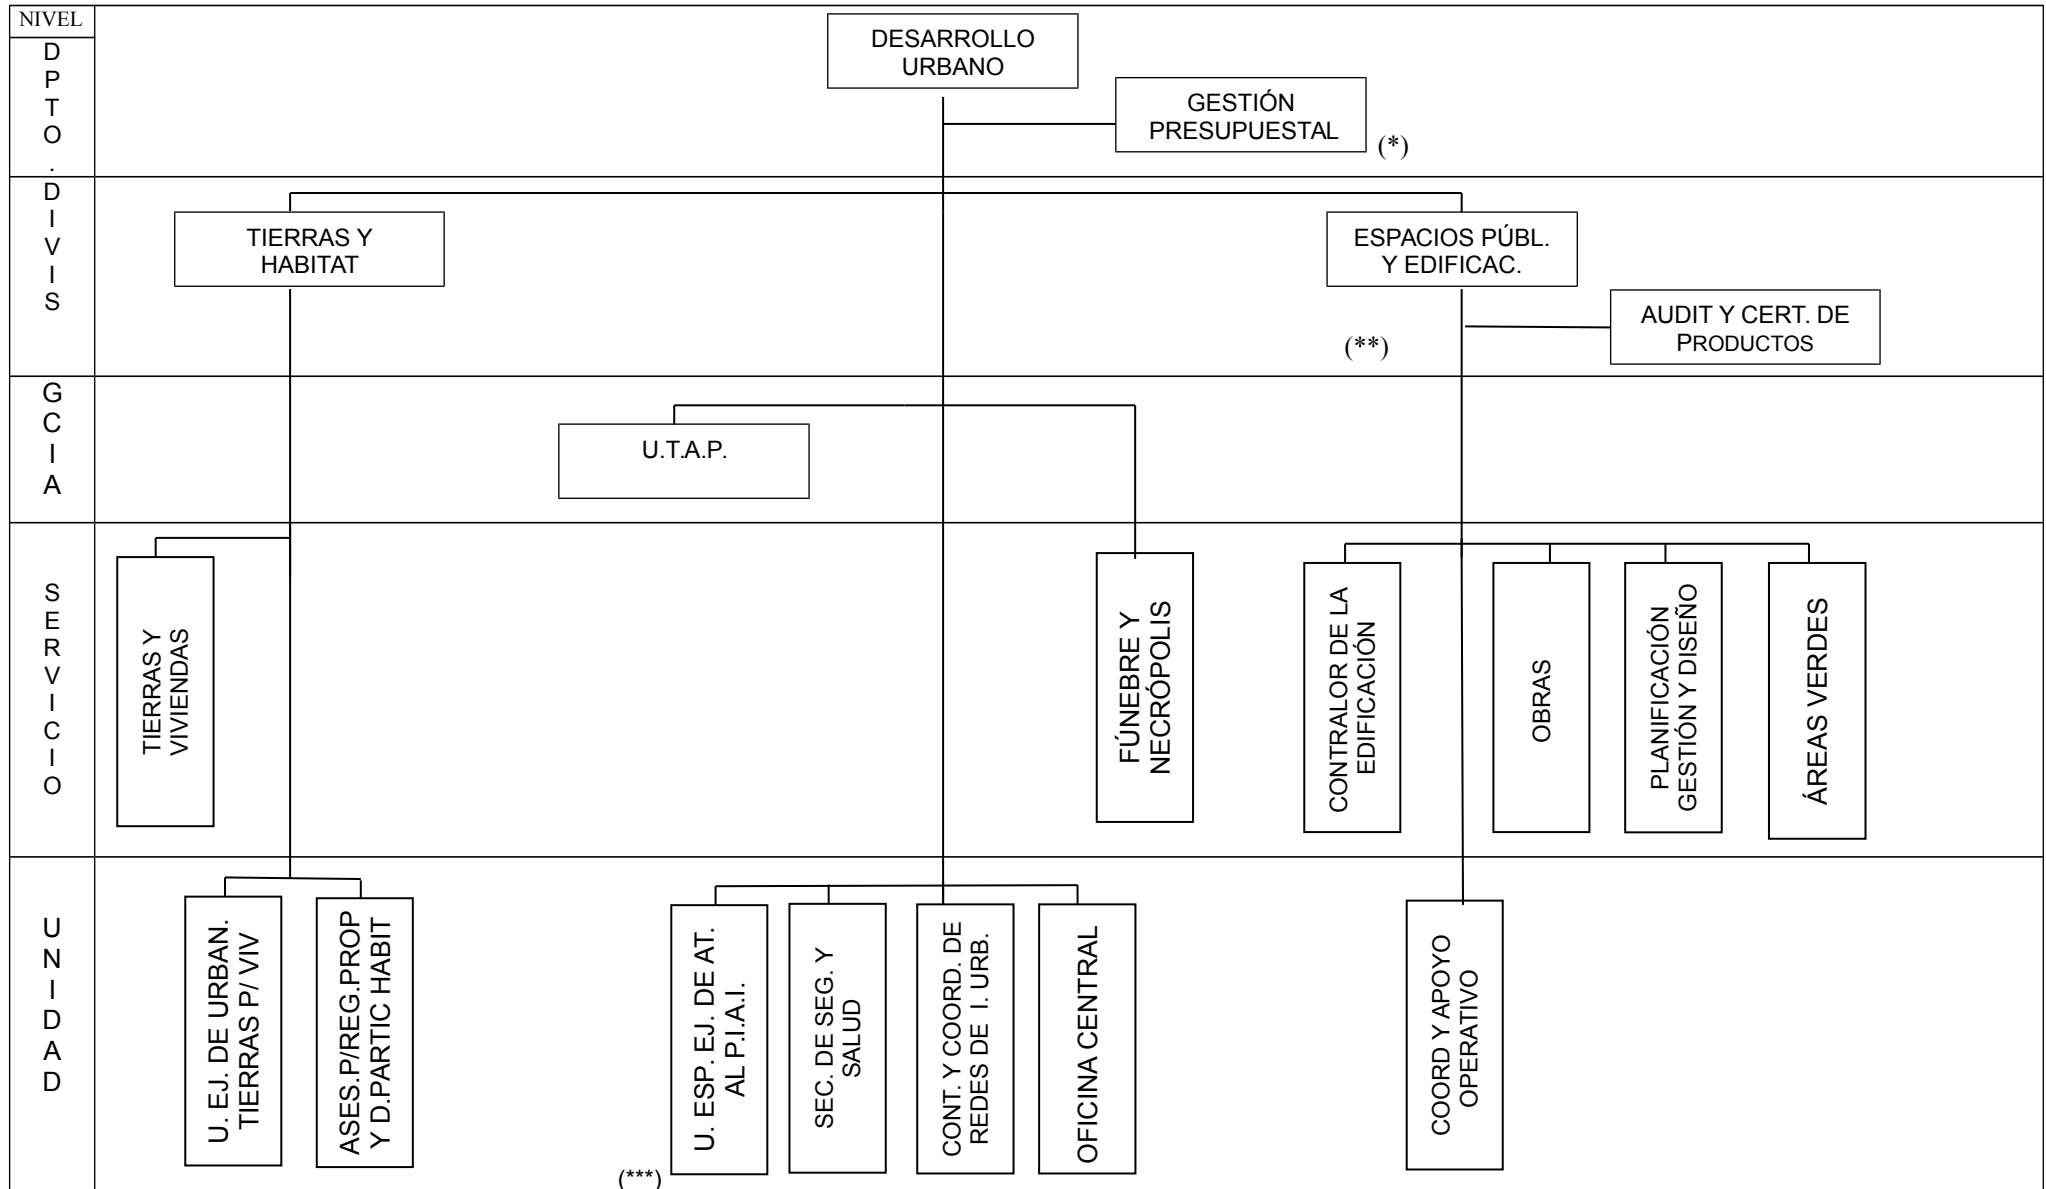 NIVEL
D
P
T
O
.
DESARROLLO
URBANO
GESTIÓN
PRESUPUESTAL
(*)
D
I
V
I
S
TIERRAS Y
HABITAT
ESPACIOS PÚBL.
Y EDIFICAC.
AUDIT Y CERT. DE
PRODUCTOS
(**)
G
C
I
A
U.T.A.P.
S
E
R
V
I
C
I
O
TIERRAS Y
VIVIENDAS
FÚNEBRE Y
NECRÓPOLIS
CONTRALOR DE LA
EDIFICACIÓN
OBRAS
PLANIFICACIÓN
GESTIÓN Y DISEÑO
ÁREAS VERDES
U
N
I
D
A
D
U. EJ. DE URBAN.
TIERRAS P/ VIV
ASES.P/REG.PROP
Y D.PARTIC HABIT
U. ESP. EJ. DE AT.
AL P.I.A.I.
SEC. DE SEG. Y
SALUD
CONT. Y COORD. DE
REDES DE I. URB.
OFICINA CENTRAL
COORD Y APOYO
OPERATIVO
(***)